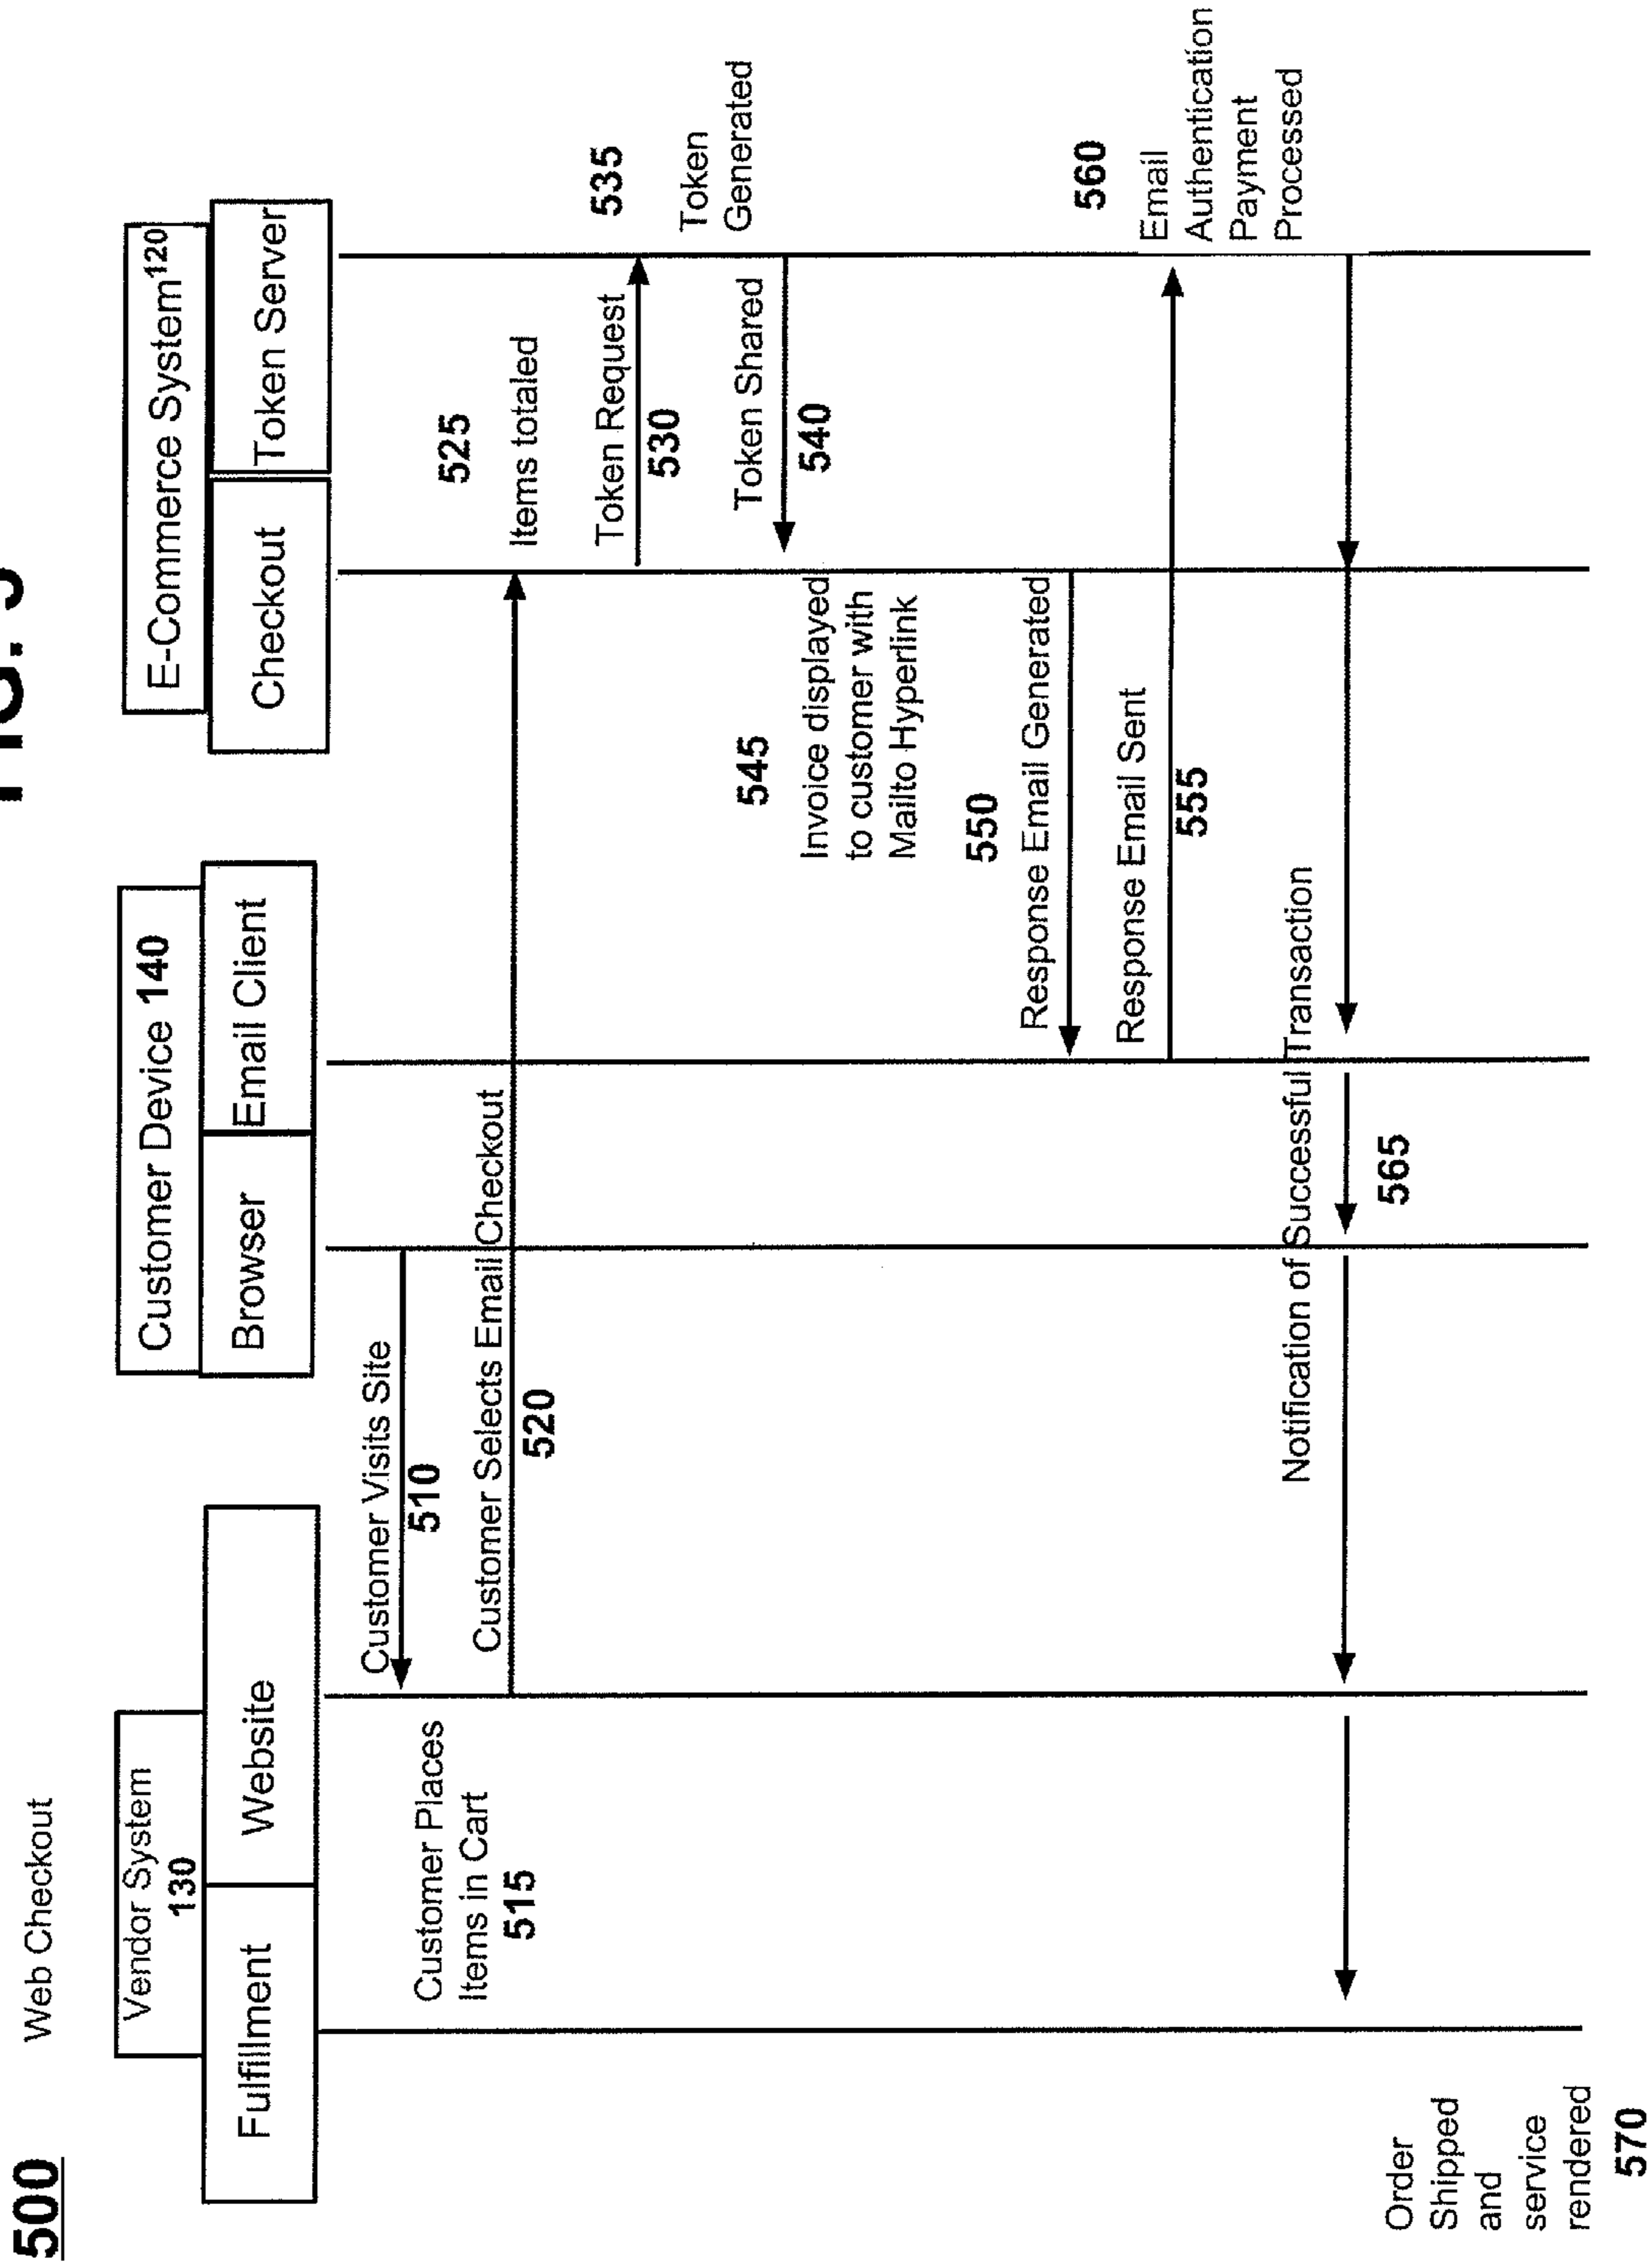 FIG. 5
500
Web Checkout
Vendor System
130
Fulfillment
Website
Customer Device 140
Browser
Email Client
E-Commerce System120
Checkout
Token Server
Customer Visits Site
510
Customer Places
Items in Cart
515
Customer Selects Email Checkout
520
525
Items totaled
Token Request
530
535
Token
Generated
Token Shared
540
545
Invoice displayed
to customer with
Mailto Hyperlink
550
Response Email Generated
Response Email Sent
555
560
Email
Authentication
Payment
Processed
Notification of Successful Transaction
565
Order
Shipped
and
service
rendered
570